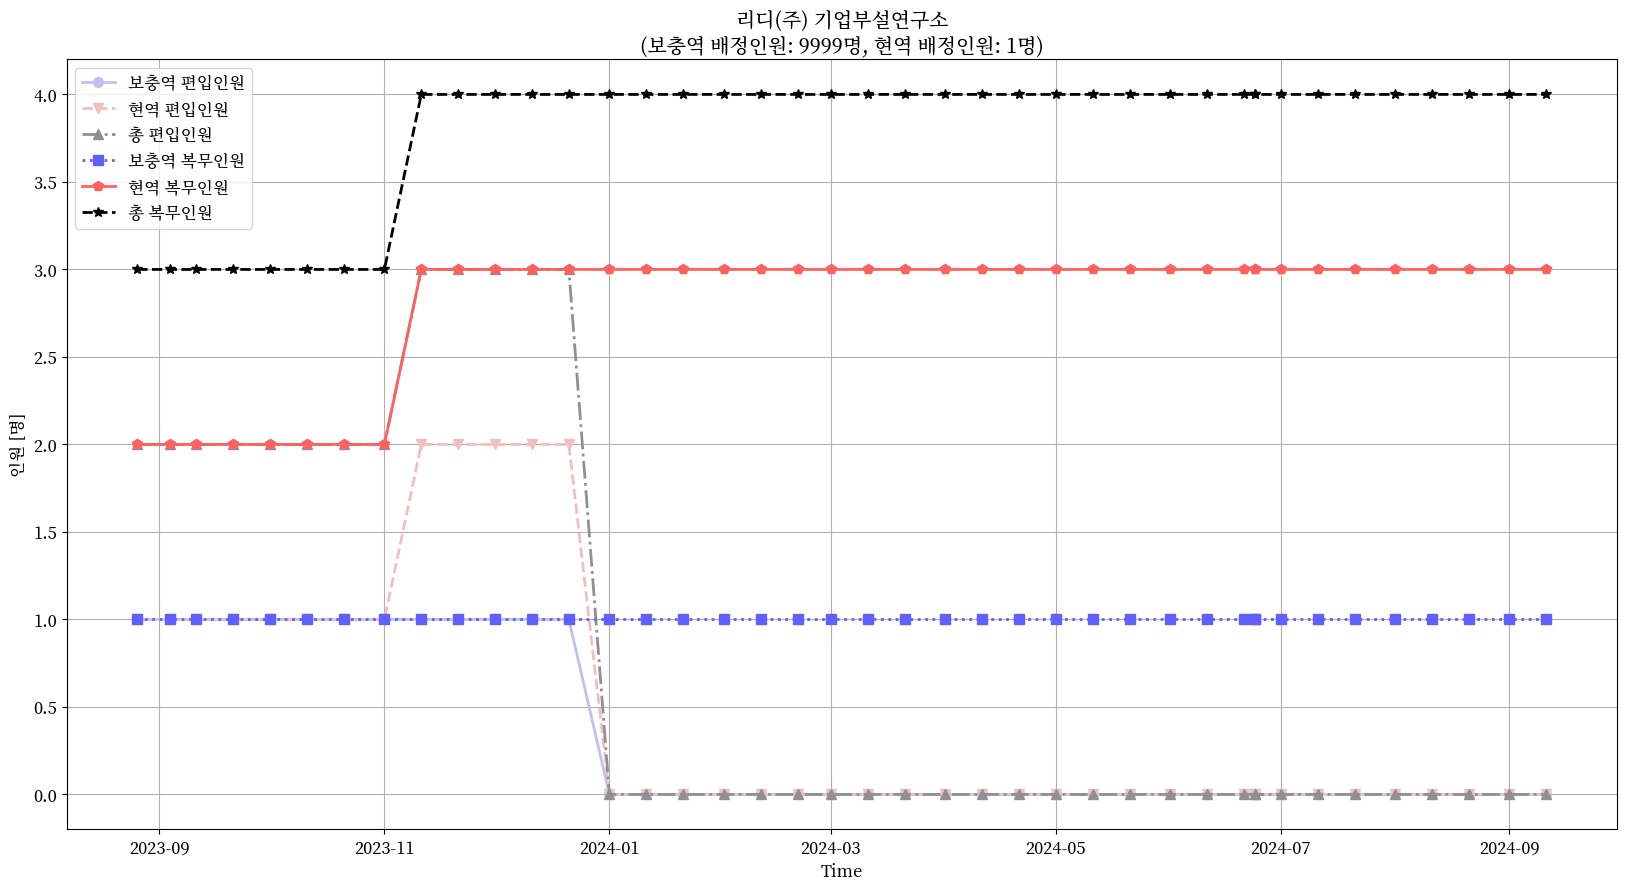 리디(주) 기업부설연구소
(보충역 배정인원: 9999명, 현역 배정인원: 1명)
보충역 편입인원
현역 편입인원
총 편입인원
보충역 복무인원
현역 복무인원
총 복무인원
4.0
3.5
3.0
2.5
2.0
1.5
1.0
0.5
0.0
인원 [명]
2023-09
2023-11
2024-01
2024-03
2024-05
2024-07
2024-09
Time